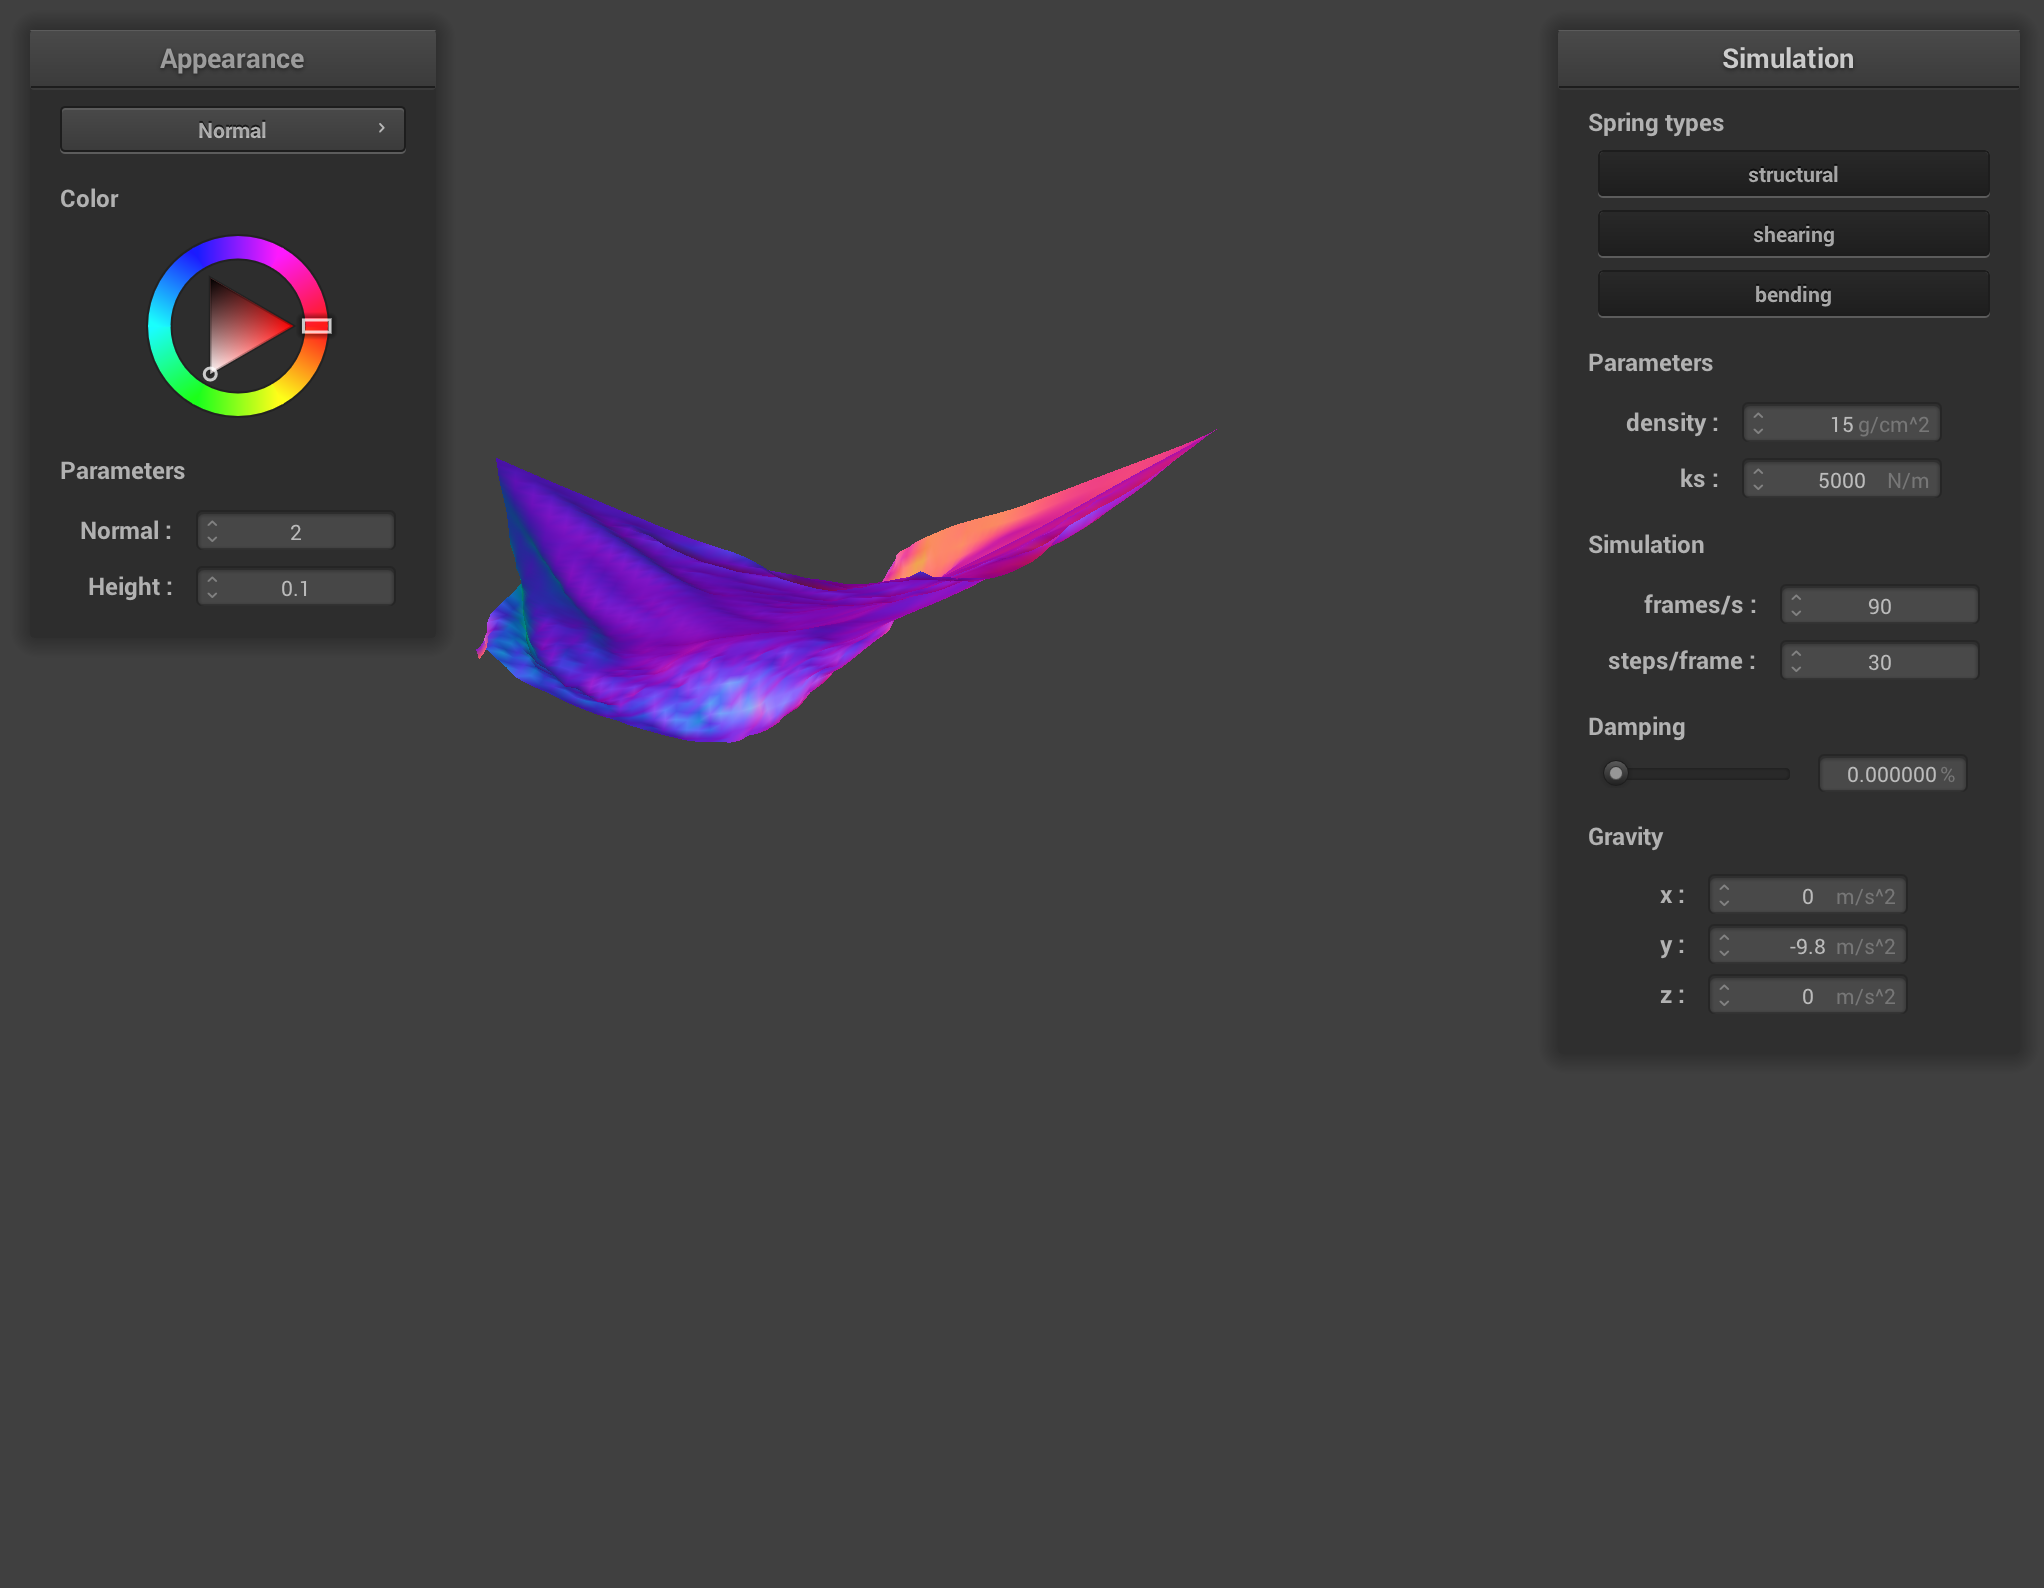 Appearance
Normal
Color
Parameters
Normal : 2
Height : 0.1
Simulation
Spring types
structural
shearing
bending
Parameters
density : 15 g/cm^2
ks : 5000 N/m
Simulation
frames/s : 90
steps/frame : 30
Damping
0.000000 %
Gravity
x : 0 m/s^2
y : -9.8 m/s^2
z : 0 m/s^2